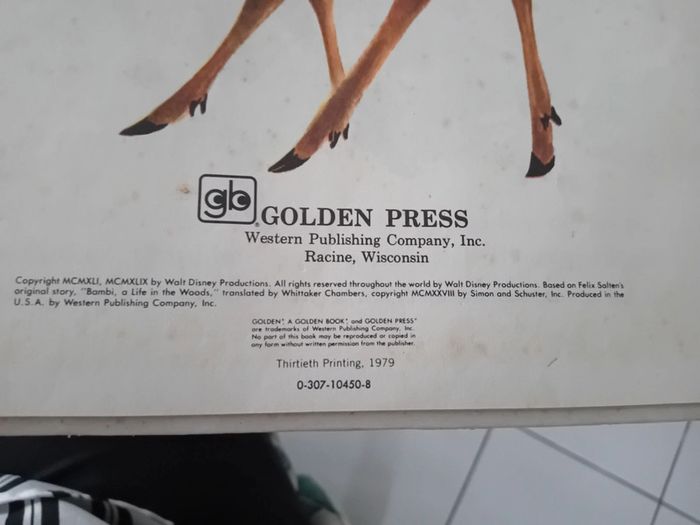 gb GOLDEN PRESS
Western Publishing Company, Inc.
Racine, Wisconsin
Copyright MCMXLI, MCMXLIX by Walt Disney Productions. All rights reserved throughout the world by Walt Disney Productions. Based on Felix Salten's
original story, "Bambi, a Life in the Woods," translated by Whittaker Chambers, copyright MCMXXVIII by Simon and Schuster, Inc. Produced in the
U.S.A. by Western Publishing Company, Inc.
GOLDEN®, A GOLDEN BOOK®, and GOLDEN PRESS®
are trademarks of Western Publishing Company, Inc.
No part of this book may be reproduced or copied in
any form without written permission from the publisher.
Thirtieth Printing, 1979
0-307-10450-8